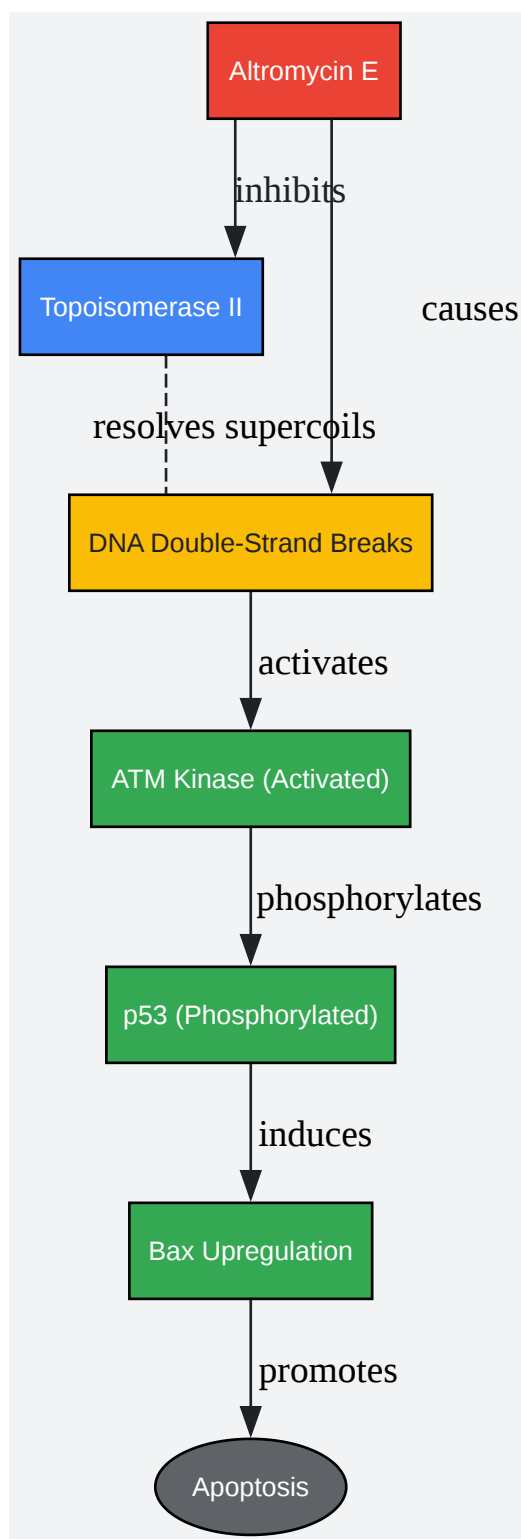 Altromycin E
inhibits
Topoisomerase II
causes
resolves supercoils
DNA Double-Strand Breaks
activates
ATM Kinase (Activated)
phosphorylates
p53 (Phosphorylated)
induces
Bax Upregulation
promotes
Apoptosis